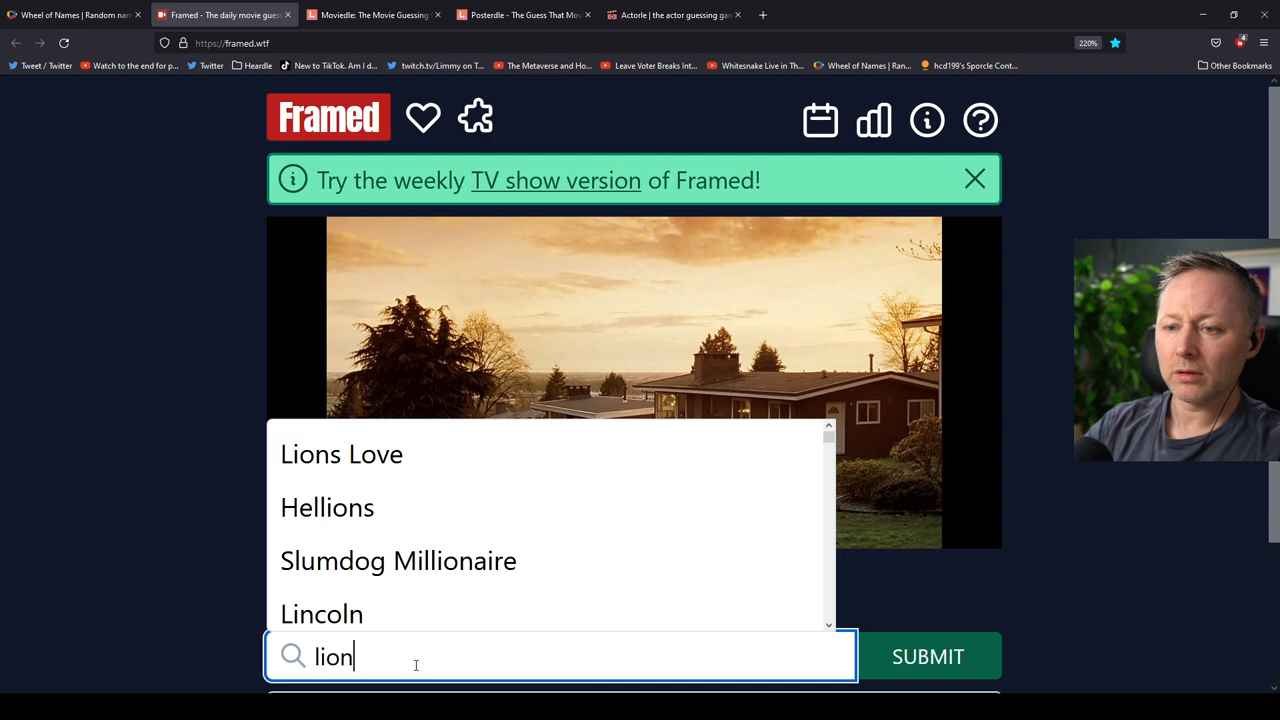 Wheel of Names | Random nam
Framed - The daily movie gues
Moviedle: The Movie Guessing
Posterdle - The Guess That Mov
Actorle | the actor guessing gam
https://framed.wtf
220%
4
Tweet / Twitter
Watch to the end for p...
Twitter
Heardle
New to TikTok. Am I d...
twitch.tv/Limmy on T...
The Metaverse and Ho...
Leave Voter Breaks Int...
Whitesnake Live in Th...
Wheel of Names | Ran...
hcd199's Sporcle Cont...
Other Bookmarks
Framed
Try the weekly TV show version of Framed!
Lions Love
Hellions
Slumdog Millionaire
Lincoln
lion
SUBMIT